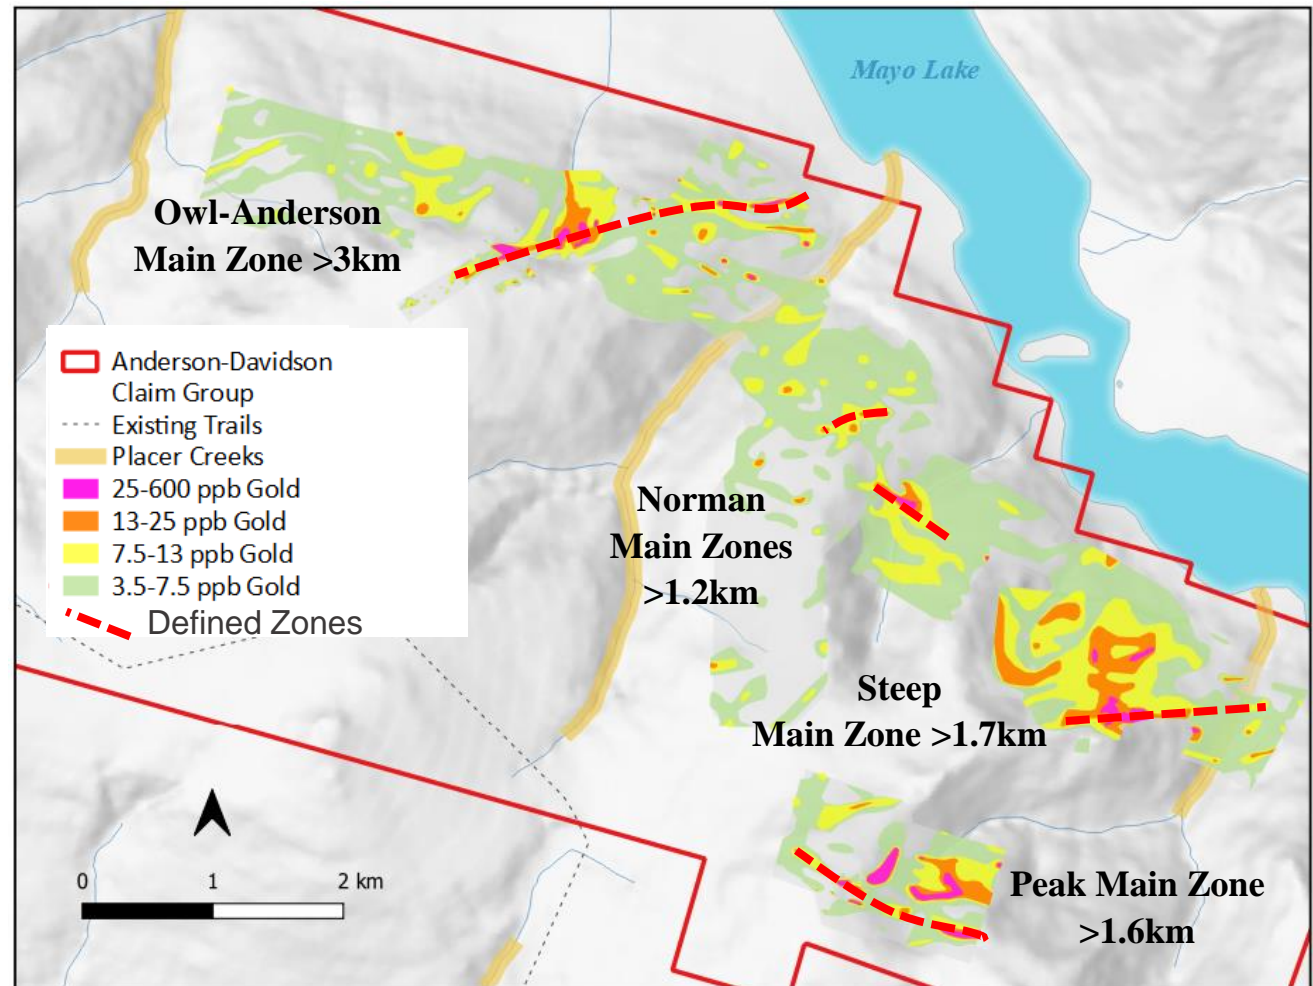 Mayo Lake
Owl-Anderson
Main Zone >3km
Anderson-Davidson
Claim Group
Existing Trails
Placer Creeks
25-600 ppb Gold
13-25 ppb Gold
7.5-13 ppb Gold
3.5-7.5 ppb Gold
Defined Zones
Norman
Main Zones
>1.2km
Steep
Main Zone >1.7km
Peak Main Zone
>1.6km
0 1 2 km